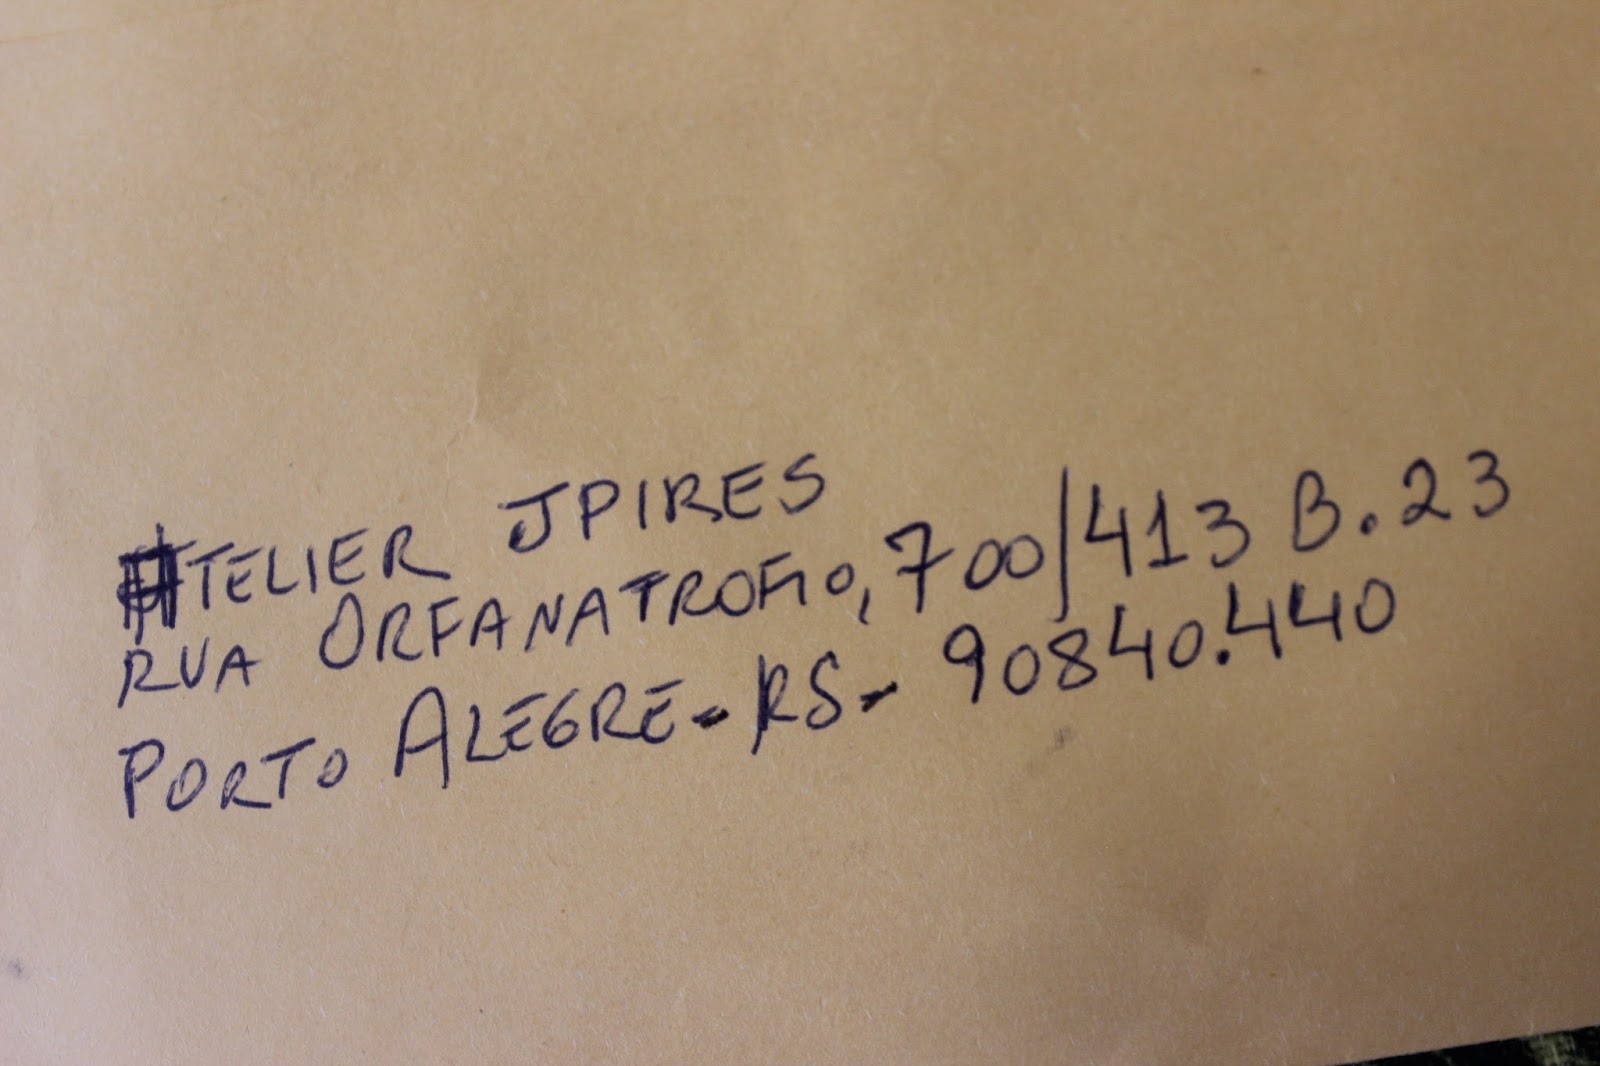 ATELIER JPIRES
RUA ORFANATROFIO, 700/413 B.23
PORTO ALEGRE - RS - 90840.440